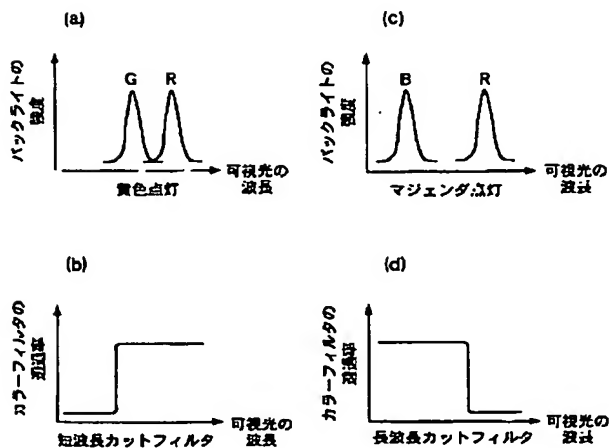 (a)
バックライトの
強度
G R
黄色点灯
可視光の
波長
(c)
バックライトの
強度
B R
マジェンダ点灯
可視光の
波長
(b)
カラーフィルタの
透過率
短波長カットフィルタ
可視光の
波長
(d)
カラーフィルタの
透過率
長波長カットフィルタ
可視光の
波長